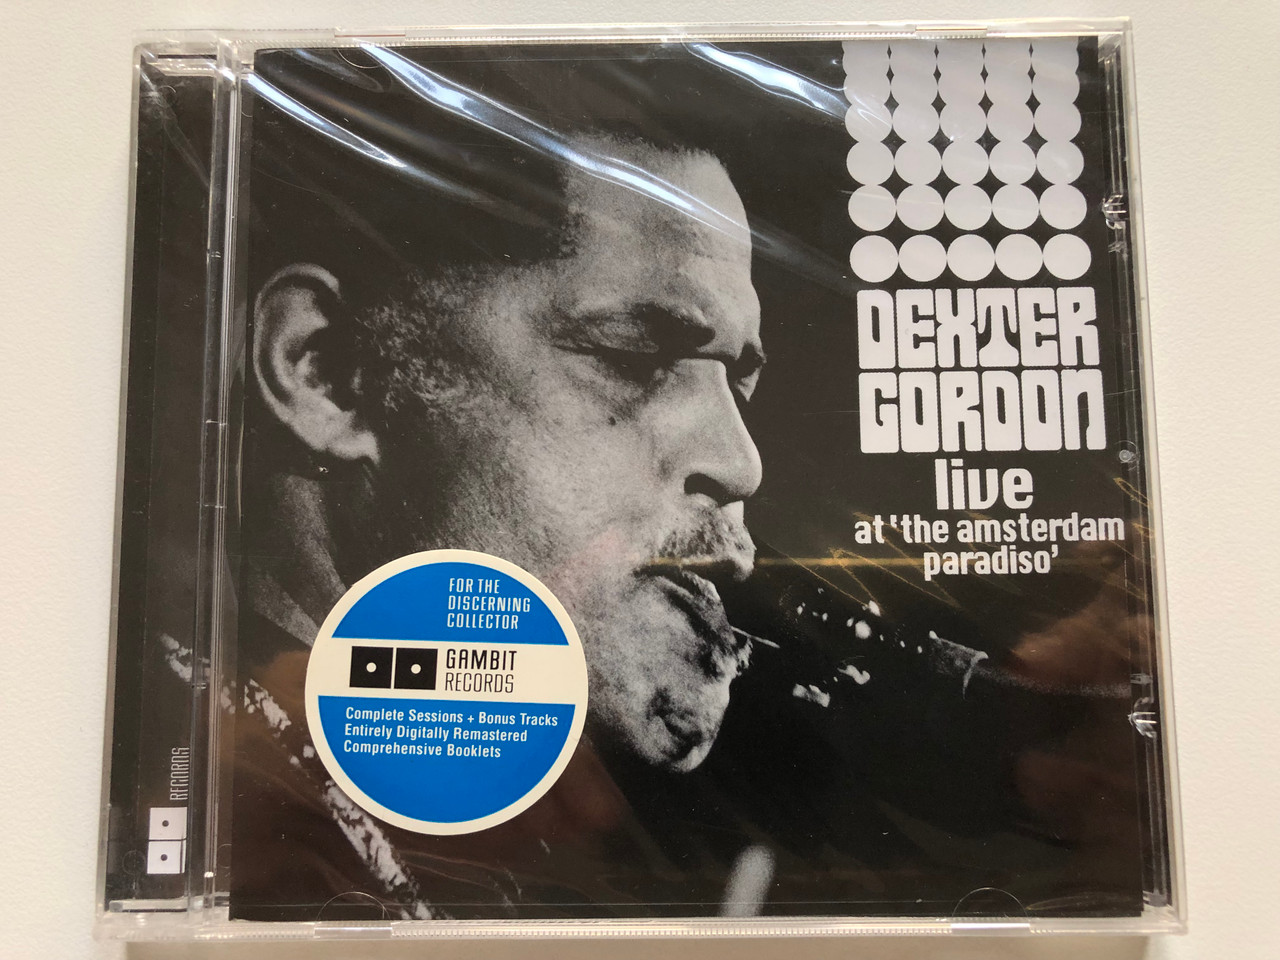 DEXTER
GORDON
live
at 'the amsterdam
paradiso'
FOR THE
DISCERNING
COLLECTOR
GAMBIT
RECORDS
Complete Sessions + Bonus Tracks
Entirely Digitally Remastered
Comprehensive Booklets
RECORDS